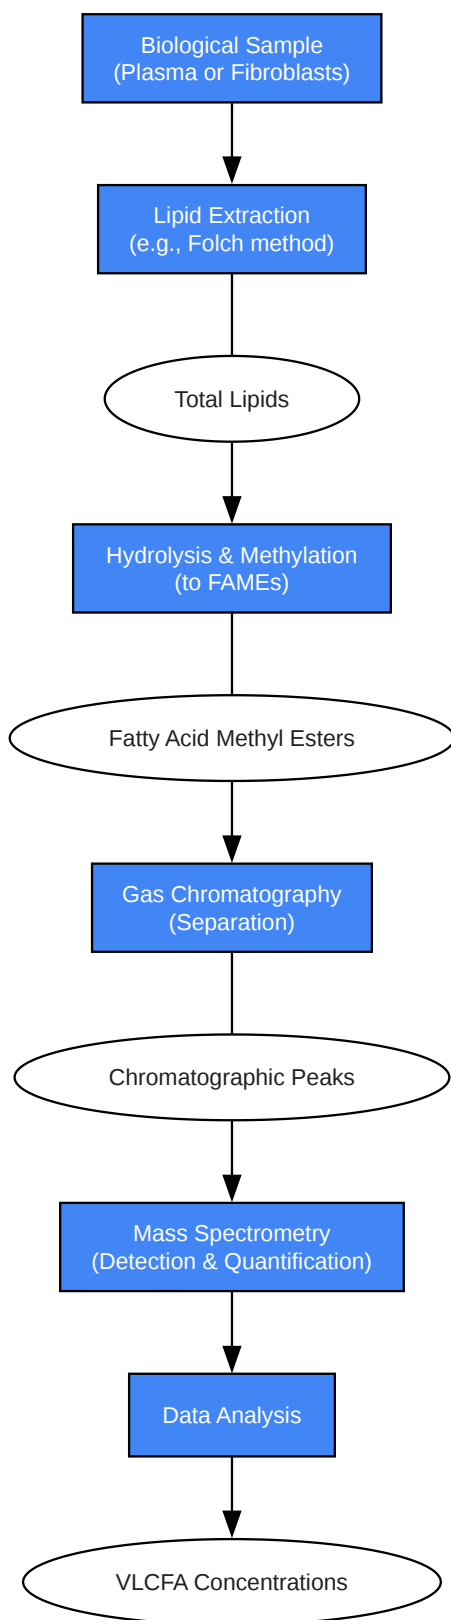 Biological Sample
(Plasma or Fibroblasts)
Lipid Extraction
(e.g., Folch method)
Total Lipids
Hydrolysis & Methylation
(to FAMEs)
Fatty Acid Methyl Esters
Gas Chromatography
(Separation)
Chromatographic Peaks
Mass Spectrometry
(Detection & Quantification)
Data Analysis
VLCFA Concentrations